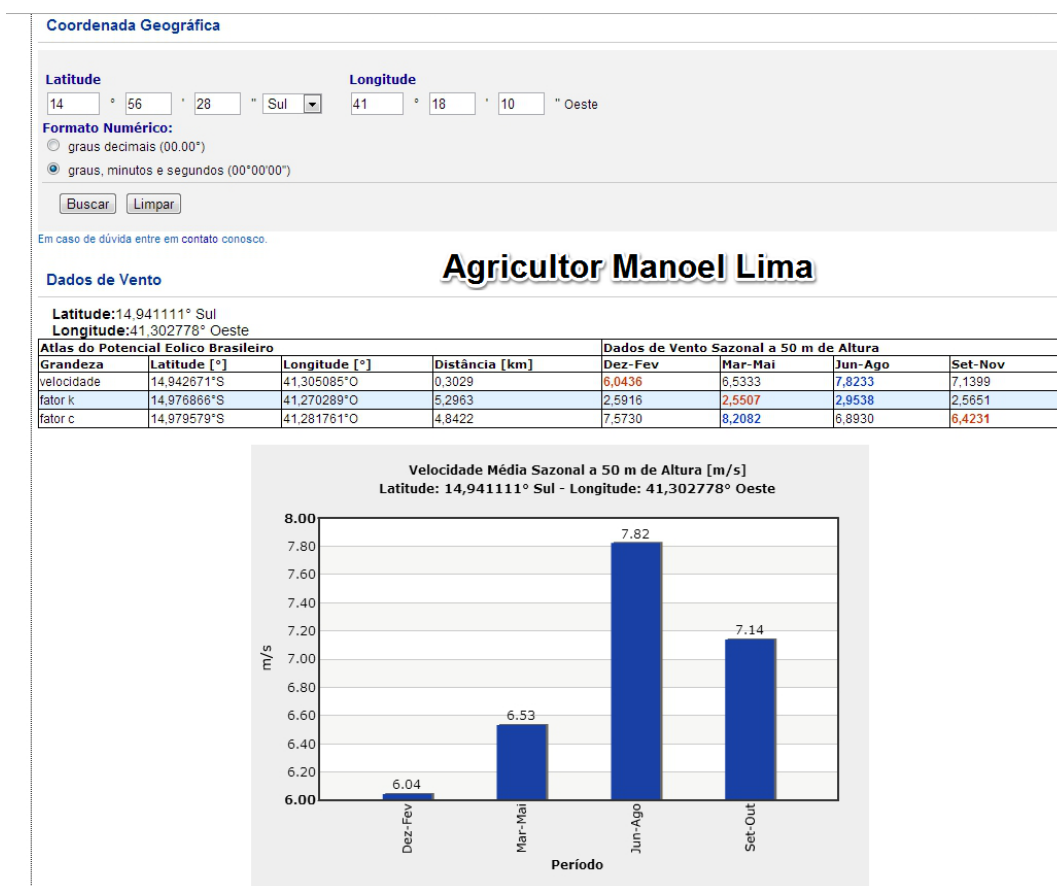 Coordenada Geográfica
Latitude Longitude
14 ° 56 ' 28 " Sul 41 ° 18 ' 10 " Oeste
Formato Numérico:
graus decimais (00.00°)
graus, minutos e segundos (00°00'00")
Buscar Limpar
Em caso de dúvida entre em contato conosco.
Agricultor Manoel Lima
Dados de Vento
Latitude:14,941111° Sul
Longitude:41,302778° Oeste
Atlas do Potencial Eolico Brasileiro Dados de Vento Sazonal a 50 m de Altura
Grandeza Latitude [°] Longitude [°] Distância [km] Dez-Fev Mar-Mai Jun-Ago Set-Nov
velocidade 14,942671°S 41,305085°O 0,3029 6,0436 6,5333 7,8233 7,1399
fator k 14,976866°S 41,270289°O 5,2963 2,5916 2,5507 2,9538 2,5651
fator c 14,979579°S 41,281761°O 4,8422 7,5730 8,2082 6,8930 6,4231
Velocidade Média Sazonal a 50 m de Altura [m/s]
Latitude: 14,941111° Sul - Longitude: 41,302778° Oeste
8.00
7.82
7.80
7.60
7.40
7.20
7.14
m/s
7.00
6.80
6.60
6.53
6.40
6.20
6.04
6.00
Dez-Fev Mar-Mai Jun-Ago Set-Out
Período